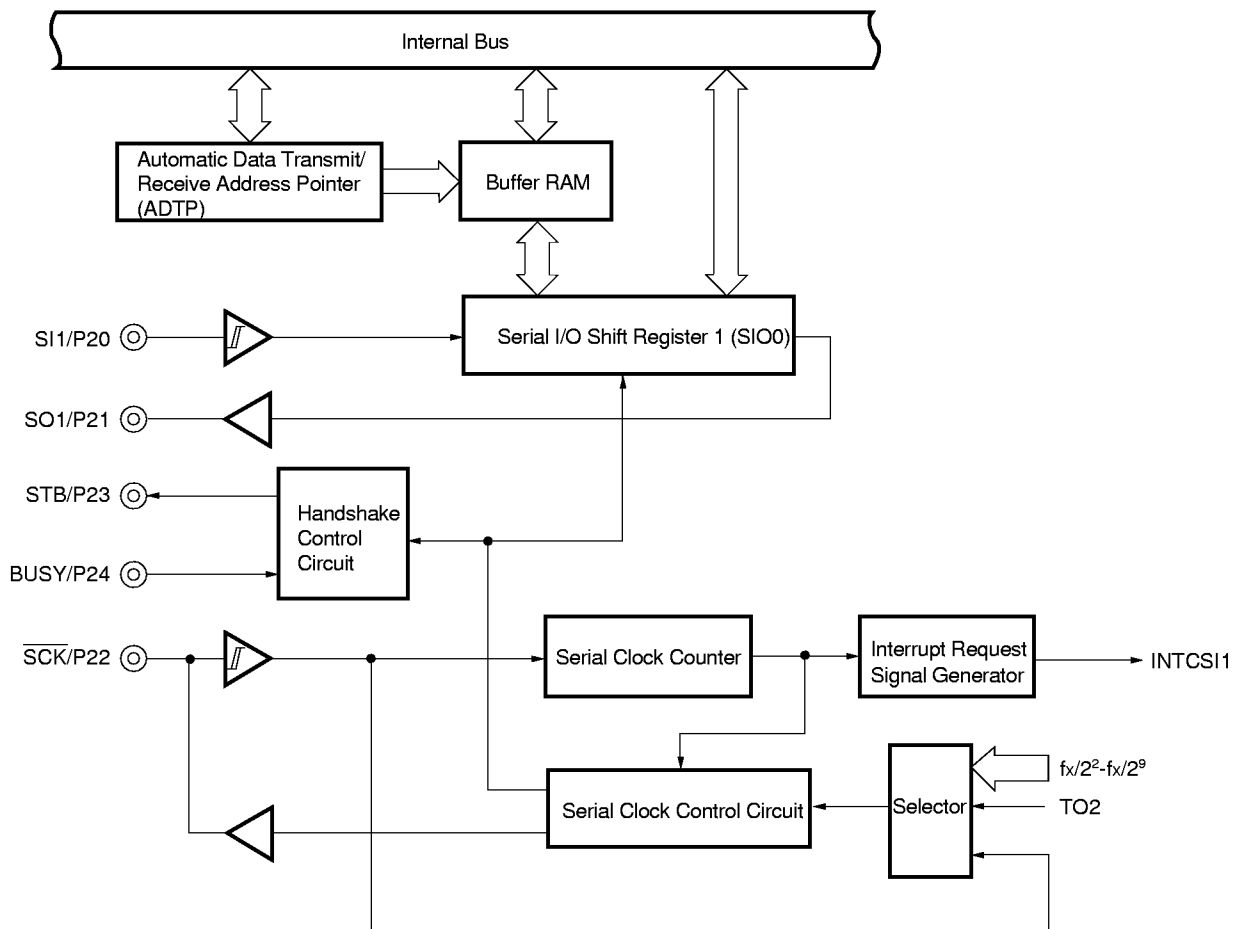 Internal Bus
Automatic Data Transmit/
Receive Address Pointer
(ADTP)
Buffer RAM
SI1/P20
Serial I/O Shift Register 1 (SIO0)
SO1/P21
STB/P23
Handshake
Control
Circuit
BUSY/P24
SCK/P22
Serial Clock Counter
Interrupt Request
Signal Generator
INTCSI1
Serial Clock Control Circuit
Selector
fx/2²-fx/2⁹
TO2